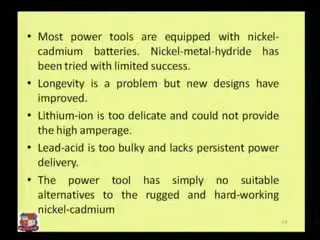 • Most power tools are equipped with nickel-
cadmium batteries. Nickel-metal-hydride has
been tried with limited success.
• Longevity is a problem but new designs have
improved.
• Lithium-ion is too delicate and could not provide
the high amperage.
• Lead-acid is too bulky and lacks persistent power
delivery.
• The power tool has simply no suitable
alternatives to the rugged and hard-working
nickel-cadmium